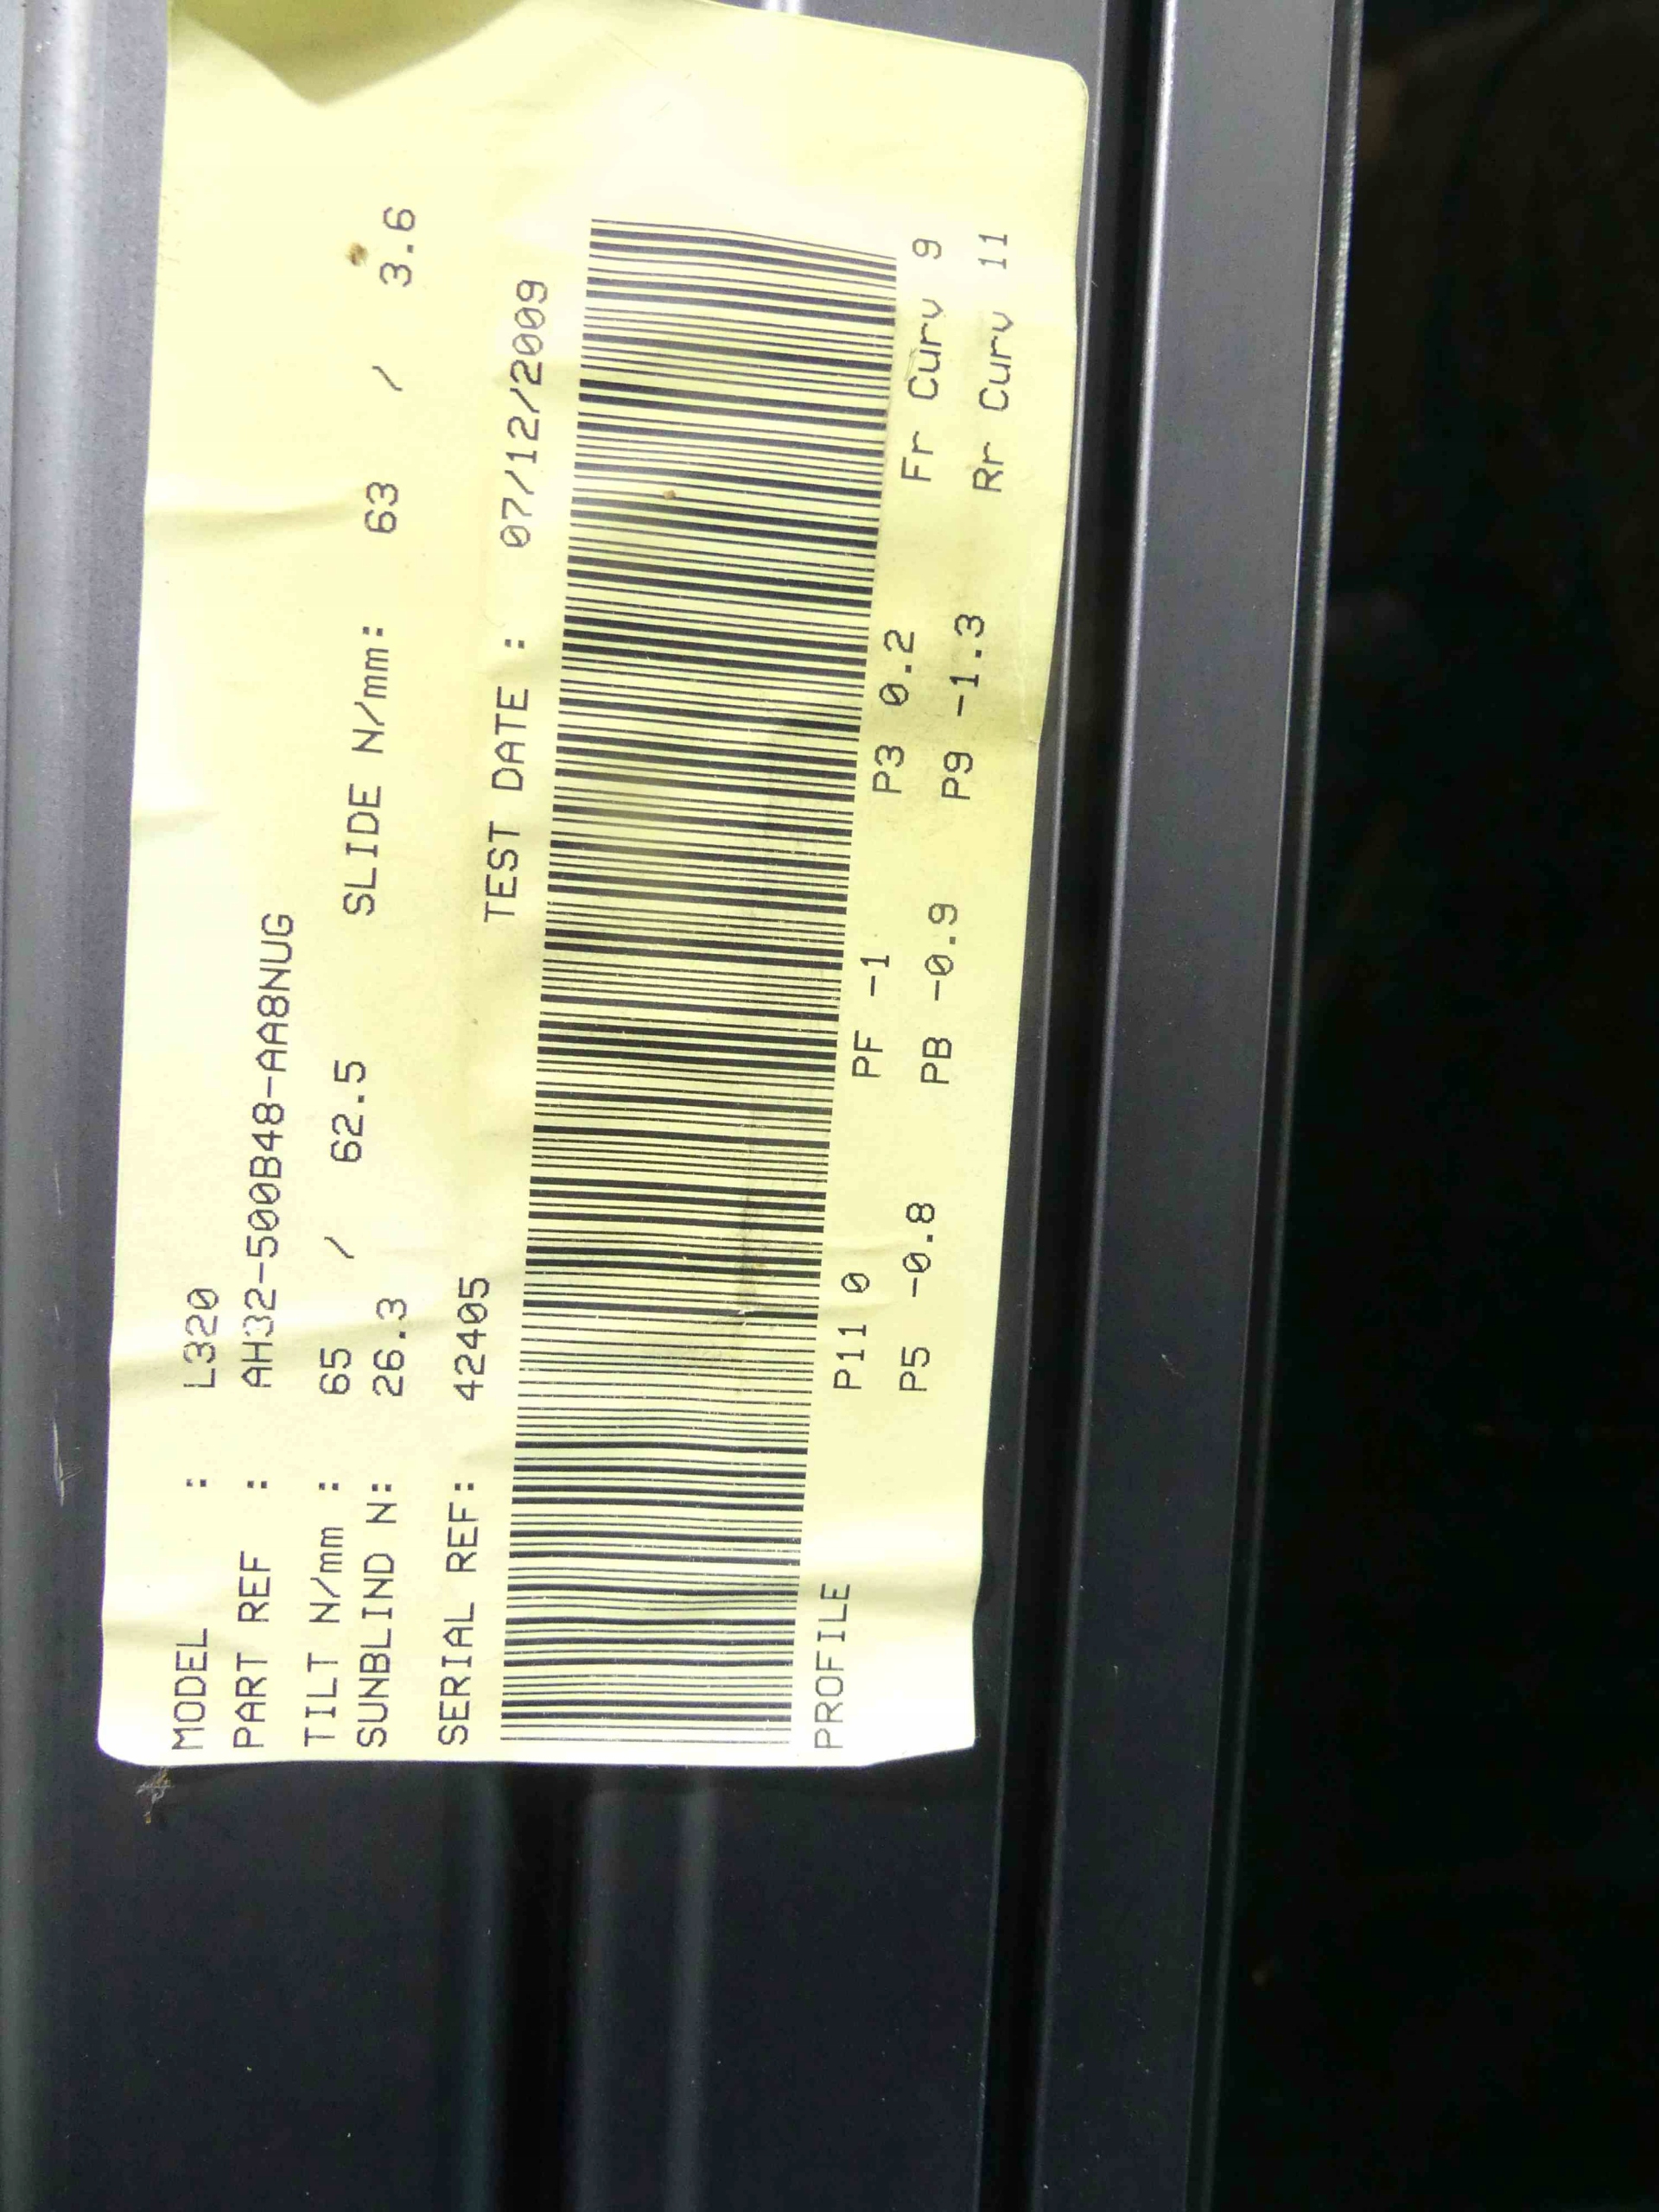 MODEL : L320
PART REF : AH32-500B48-AA8NUG
TILT N/mm : 65 / 62.5 SLIDE N/mm: 63 / 3.6
SUNBLIND N: 26.3
SERIAL REF: 42405 TEST DATE : 07/12/2009
PROFILE P11 0 PF -1 P3 0.2 Fr Curv 9
P5 -0.8 PB -0.9 P9 -1.3 Rr Curv 11